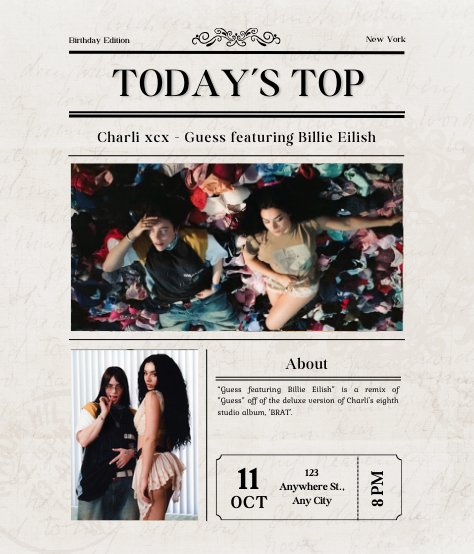 Birthday Edition
New York
TODAY'S TOP
Charli xcx - Guess featuring Billie Eilish
About
"Guess featuring Billie Eilish" is a remix of
"Guess" off of the deluxe version of Charli's eighth
studio album, 'BRAT'.
11
OCT
123
Anywhere St.,
Any City
8 PM